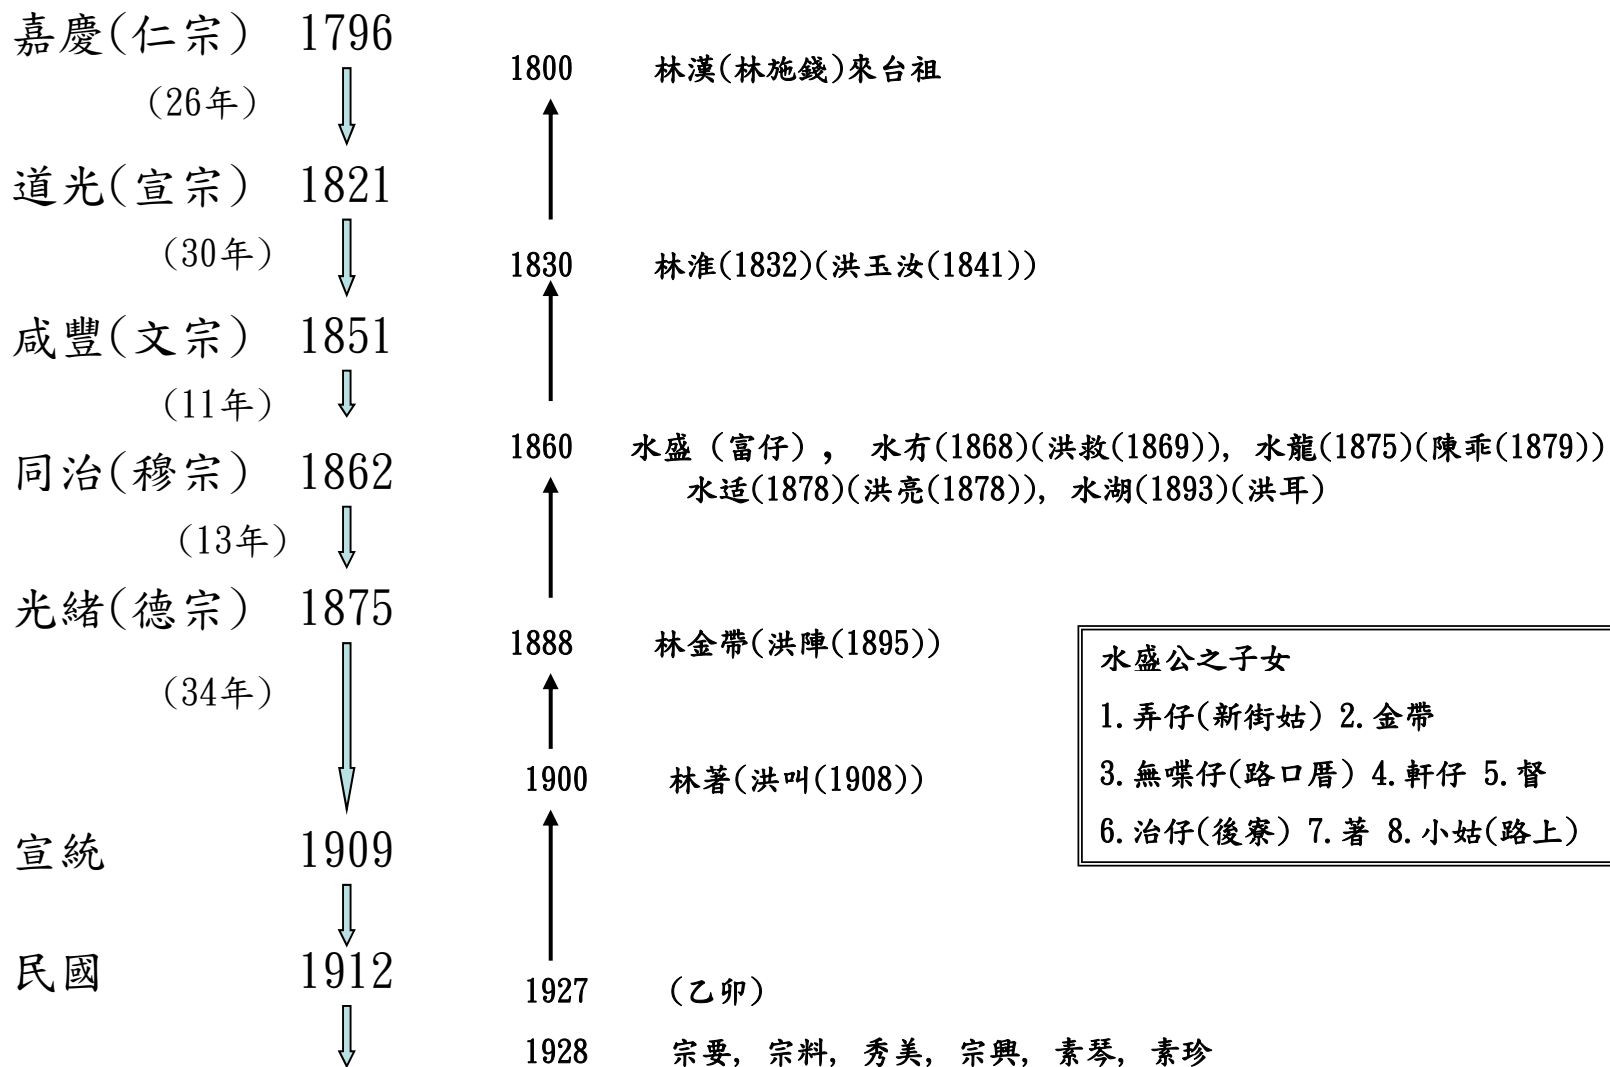 嘉慶(仁宗) 1796
(26年)
道光(宣宗) 1821
(30年)
咸豐(文宗) 1851
(11年)
同治(穆宗) 1862
(13年)
光緒(德宗) 1875
(34年)
宣統 1909
民國 1912
1800 林漢(林施錢)來台祖
1830 林淮(1832)(洪玉汝(1841))
1860 水盛 (富仔) , 水冇(1868)(洪救(1869)), 水龍(1875)(陳乖(1879))
水适(1878)(洪亮(1878)), 水湖(1893)(洪耳)
1888 林金帶(洪陣(1895))
1900 林著(洪叫(1908))
1927 (乙卯)
1928 宗要, 宗料, 秀美, 宗興, 素琴, 素珍
水盛公之子女
1.弄仔(新街姑) 2.金帶
3.無喋仔(路口厝) 4.軒仔 5.督
6.治仔(後寮) 7.著 8.小姑(路上)